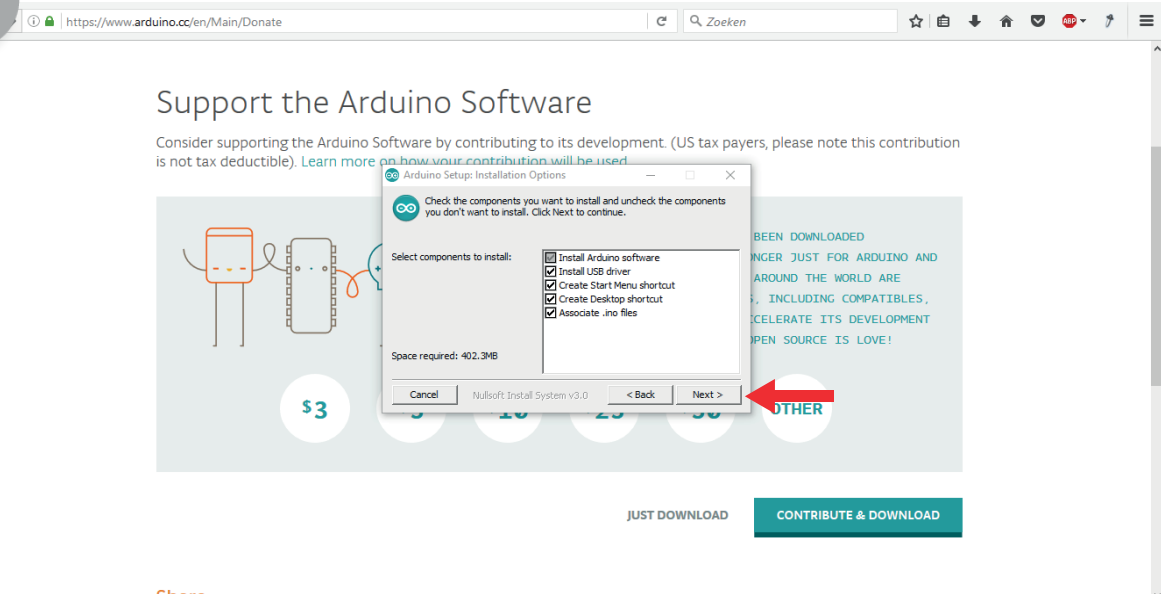 https://www.arduino.cc/en/Main/Donate
Zoeken
ABP
Support the Arduino Software
Consider supporting the Arduino Software by contributing to its development. (US tax payers, please note this contribution
is not tax deductible). Learn more on how your contribution will be used.
Arduino Setup: Installation Options
Check the components you want to install and uncheck the components
you don't want to install. Click Next to continue.
Select components to install:
Install Arduino software
Install USB driver
Create Start Menu shortcut
Create Desktop shortcut
Associate .ino files
Space required: 402.3MB
Cancel
Nullsoft Install System v3.0
< Back
Next >
BEEN DOWNLOADED
JUST FOR ARDUINO AND
AROUND THE WORLD ARE
, INCLUDING COMPATIBLES,
ITS DEVELOPMENT
OPEN SOURCE IS LOVE!
$3
OTHER
JUST DOWNLOAD
CONTRIBUTE & DOWNLOAD